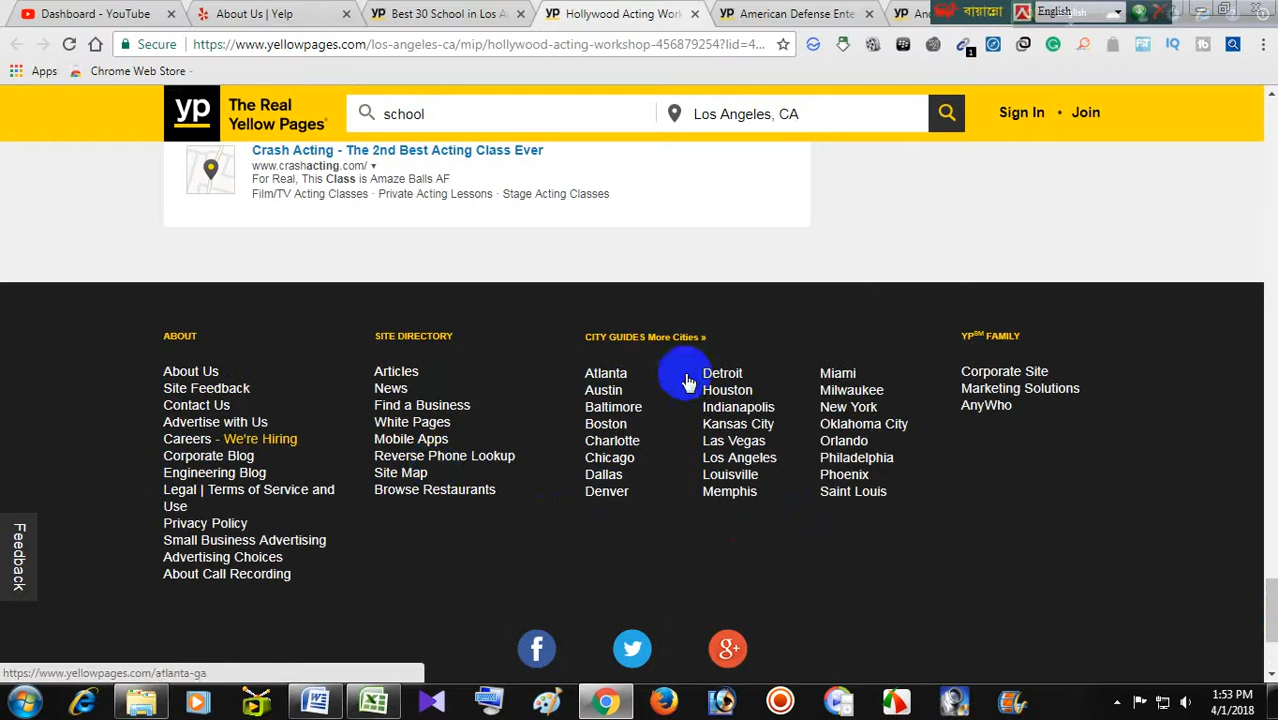 Dashboard - YouTube
About Us | Yelp
Best 30 School in Los A
Hollywood Acting Work
American Defense Ente
বায়ান্নো
English
Secure
https://www.yellowpages.com/los-angeles-ca/mip/hollywood-acting-workshop-456879254?lid=4...
Apps
Chrome Web Store -
yp
The Real
Yellow Pages
school
Los Angeles, CA
Sign In • Join
Crash Acting - The 2nd Best Acting Class Ever
www.crashacting.com/
For Real, This Class is Amaze Balls AF
Film/TV Acting Classes · Private Acting Lessons · Stage Acting Classes
ABOUT
About Us
Site Feedback
Contact Us
Advertise with Us
Careers - We're Hiring
Corporate Blog
Engineering Blog
Legal | Terms of Service and
Use
Privacy Policy
Small Business Advertising
Advertising Choices
About Call Recording
SITE DIRECTORY
Articles
News
Find a Business
White Pages
Mobile Apps
Reverse Phone Lookup
Site Map
Browse Restaurants
CITY GUIDES More Cities »
Atlanta
Austin
Baltimore
Boston
Charlotte
Chicago
Dallas
Denver
Detroit
Houston
Indianapolis
Kansas City
Las Vegas
Los Angeles
Louisville
Memphis
Miami
Milwaukee
New York
Oklahoma City
Orlando
Philadelphia
Phoenix
Saint Louis
YP℠ FAMILY
Corporate Site
Marketing Solutions
AnyWho
Feedback
https://www.yellowpages.com/atlanta-ga
1:53 PM
4/1/2018